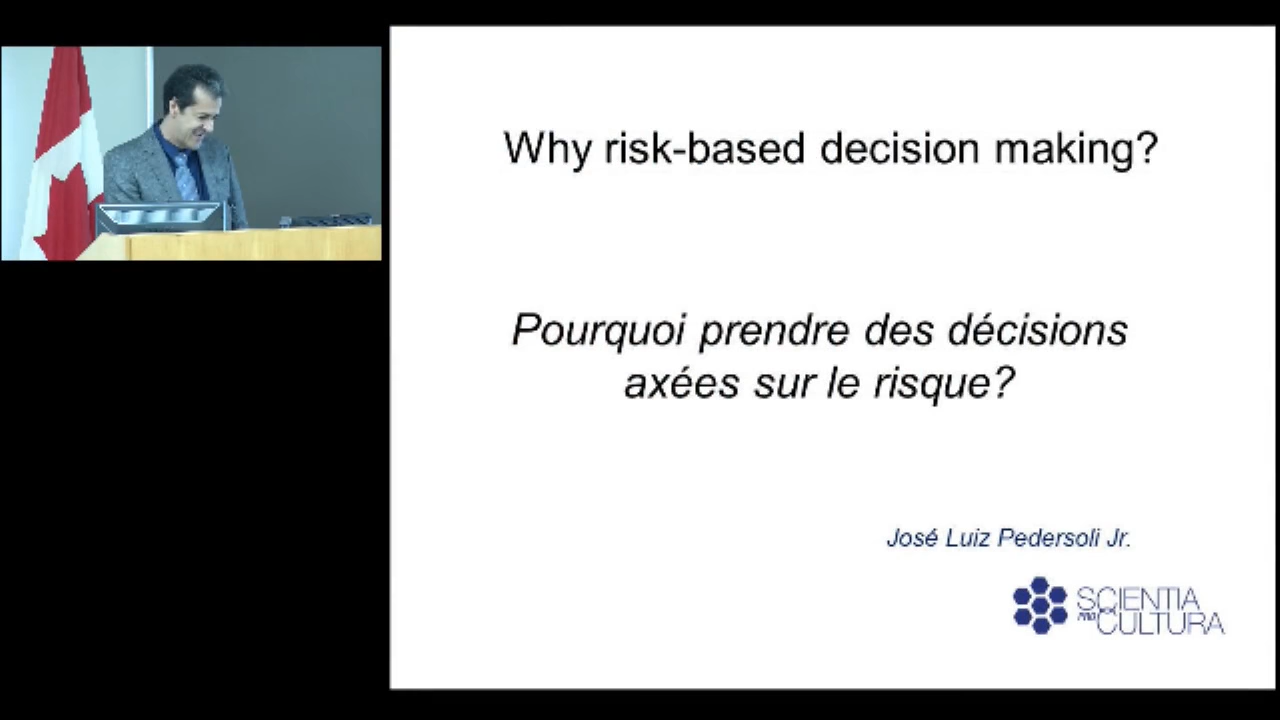 Why risk-based decision making?
Pourquoi prendre des décisions
axées sur le risque?
José Luiz Pedersoli Jr.
SCIENTIA
PRO CULTURA